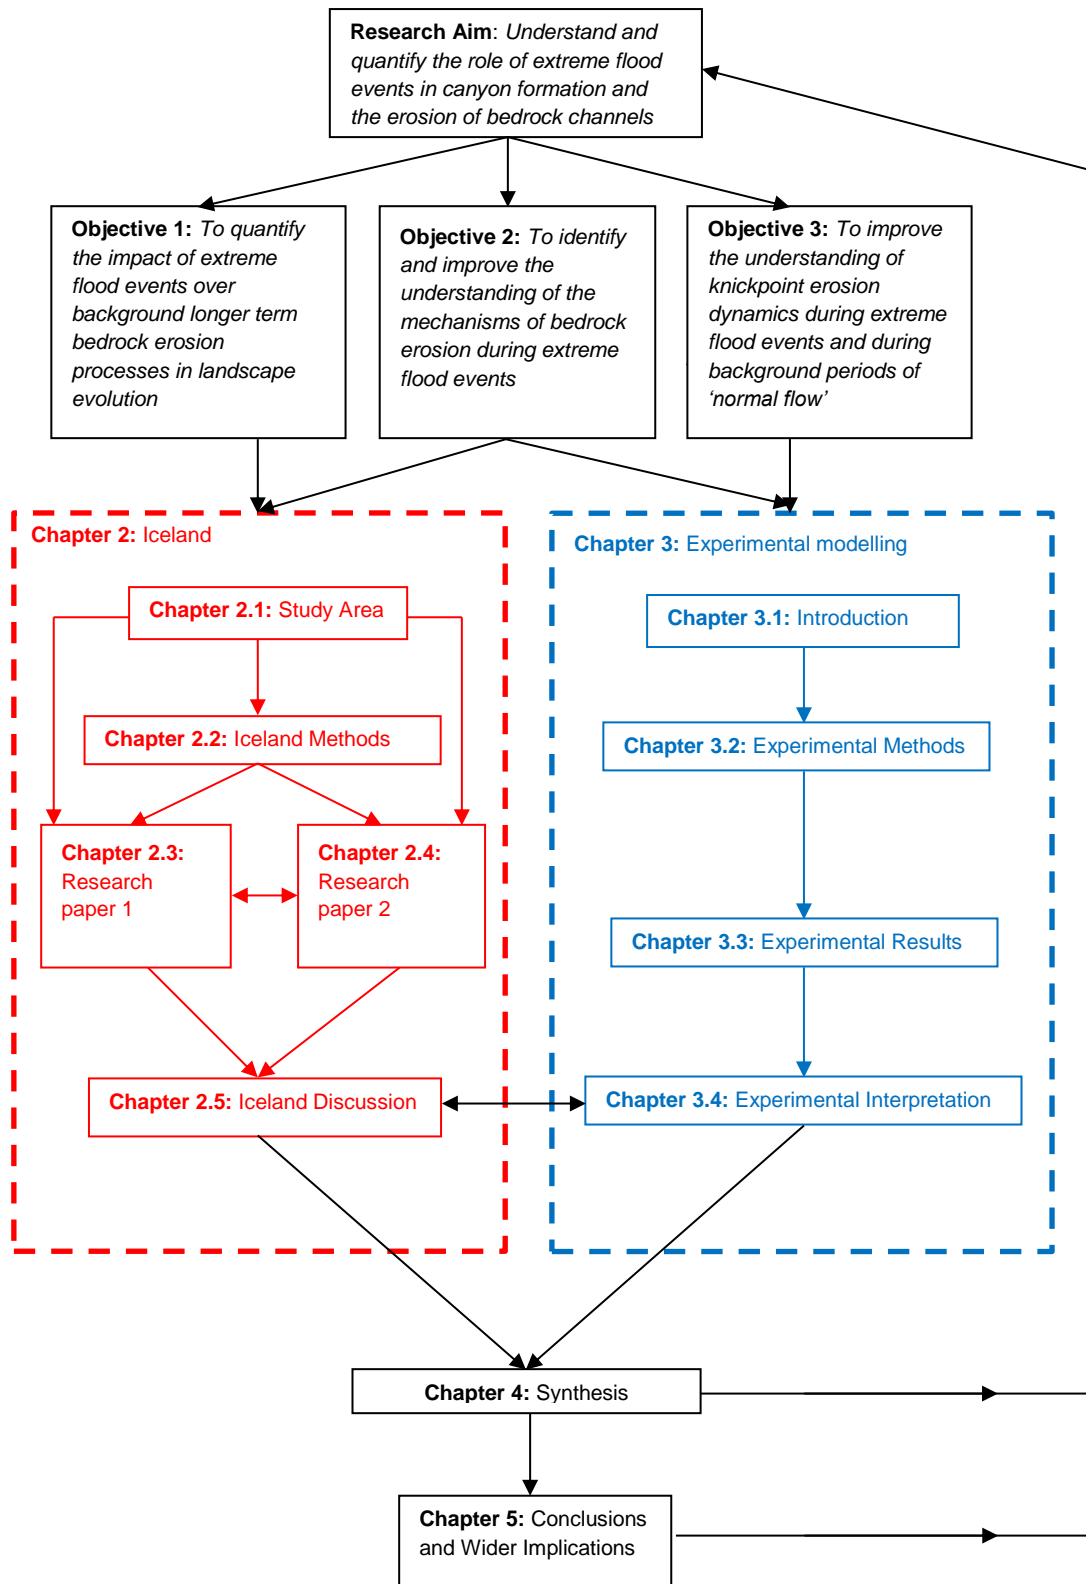 Research Aim: Understand and
quantify the role of extreme flood
events in canyon formation and
the erosion of bedrock channels
Objective 1: To quantify
the impact of extreme
flood events over
background longer term
bedrock erosion
processes in landscape
evolution
Objective 2: To identify
and improve the
understanding of the
mechanisms of bedrock
erosion during extreme
flood events
Objective 3: To improve
the understanding of
knickpoint erosion
dynamics during extreme
flood events and during
background periods of
‘normal flow’
Chapter 2: Iceland
Chapter 2.1: Study Area
Chapter 2.2: Iceland Methods
Chapter 2.3:
Research
paper 1
Chapter 2.4:
Research
paper 2
Chapter 2.5: Iceland Discussion
Chapter 3: Experimental modelling
Chapter 3.1: Introduction
Chapter 3.2: Experimental Methods
Chapter 3.3: Experimental Results
Chapter 3.4: Experimental Interpretation
Chapter 4: Synthesis
Chapter 5: Conclusions
and Wider Implications